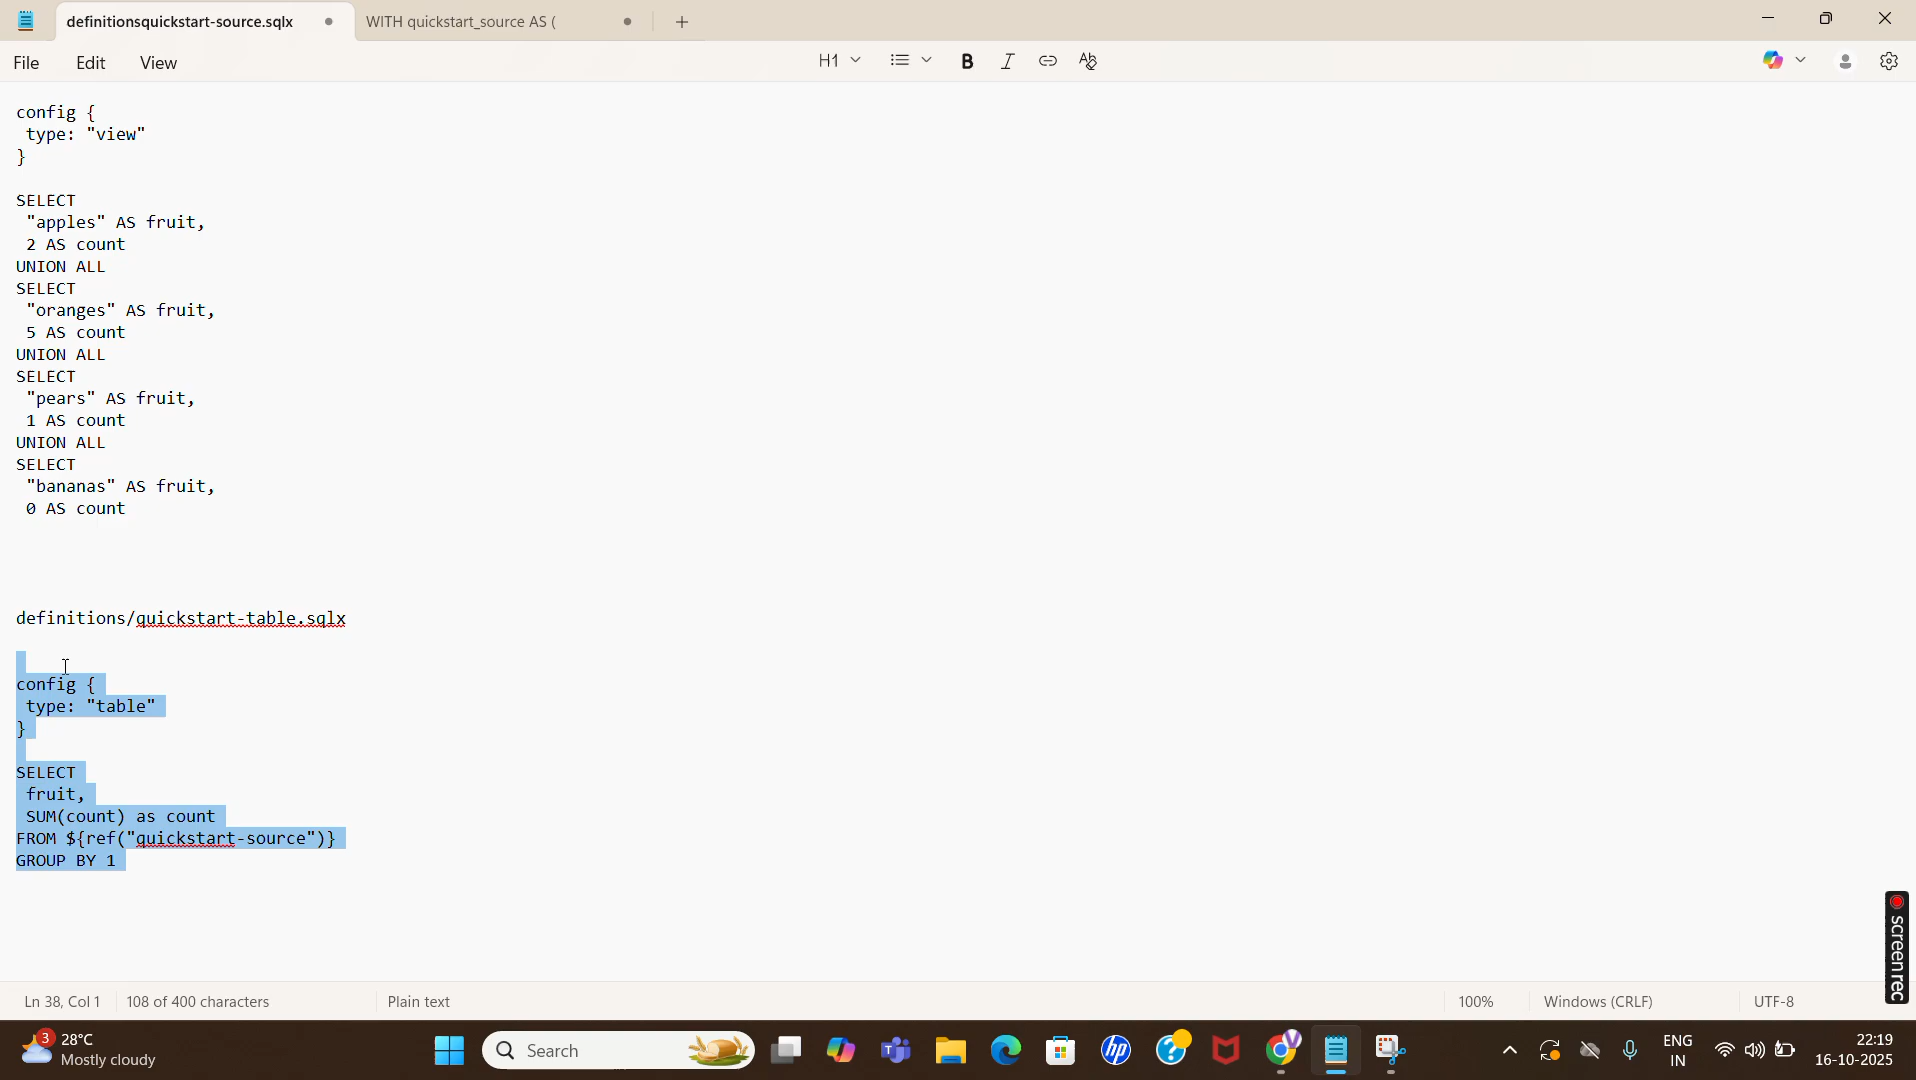 definitionsquickstart-source.sqlx
WITH quickstart_source AS (
File Edit View
H1
config {
 type: "view"
}
SELECT
 "apples" AS fruit,
 2 AS count
UNION ALL
SELECT
 "oranges" AS fruit,
 5 AS count
UNION ALL
SELECT
 "pears" AS fruit,
 1 AS count
UNION ALL
SELECT
 "bananas" AS fruit,
 0 AS count
definitions/quickstart-table.sqlx
config {
 type: "table"
}
SELECT
 fruit,
 SUM(count) as count
FROM ${ref("quickstart-source")}
GROUP BY 1
screenrec
Ln 38, Col 1 108 of 400 characters Plain text 100% Windows (CRLF) UTF-8
3
28°C
Mostly cloudy
Search
ENG
IN
22:19
16-10-2025